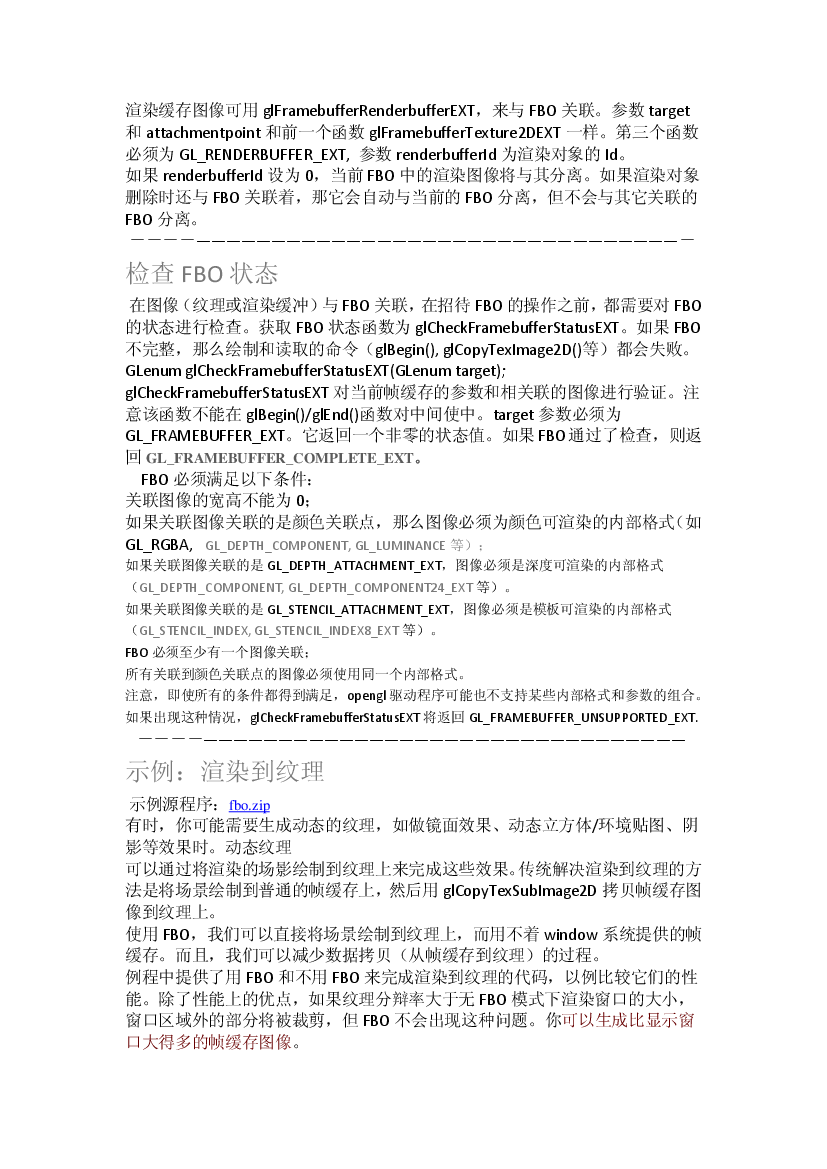 渲染缓存图像可用 glFramebufferRenderbufferEXT，来与 FBO 关联。参数 target
和 attachmentpoint 和前一个函数 glFramebufferTexture2DEXT 一样。第三个函数
必须为 GL_RENDERBUFFER_EXT，参数 renderbufferId 为渲染对象的 Id。
如果 renderbufferId 设为 0，当前 FBO 中的渲染图像将与其分离。如果渲染对象
删除时还与 FBO 关联着，那它会自动与当前的 FBO 分离，但不会与其它关联的
FBO 分离。
－－－－－－－－－－－－－－－－－－－－－－－－－－－－－－－－－－－－－
检查 FBO 状态
在图像（纹理或渲染缓冲）与 FBO 关联，在招待 FBO 的操作之前，都需要对 FBO
的状态进行检查。获取 FBO 状态函数为 glCheckFramebufferStatusEXT。如果 FBO
不完整，那么绘制和读取的命令（glBegin(), glCopyTexImage2D()等）都会失败。
GLenum glCheckFramebufferStatusEXT(GLenum target);
glCheckFramebufferStatusEXT 对当前帧缓存的参数和相关联的图像进行验证。注
意该函数不能在 glBegin()/glEnd()函数对中间使中。target 参数必须为
GL_FRAMEBUFFER_EXT。它返回一个非零的状态值。如果 FBO 通过了检查，则返
回 GL_FRAMEBUFFER_COMPLETE_EXT。
FBO 必须满足以下条件：
关联图像的宽高不能为 0；
如果关联图像关联的是颜色关联点，那么图像必须为颜色可渲染的内部格式（如
GL_RGBA, GL_DEPTH_COMPONENT, GL_LUMINANCE 等）；
如果关联图像关联的是 GL_DEPTH_ATTACHMENT_EXT，图像必须是深度可渲染的内部格式
（GL_DEPTH_COMPONENT, GL_DEPTH_COMPONENT24_EXT 等）。
如果关联图像关联的是 GL_STENCIL_ATTACHMENT_EXT，图像必须是模板可渲染的内部格式
（GL_STENCIL_INDEX, GL_STENCIL_INDEX8_EXT 等）。
FBO 必须至少有一个图像关联；
所有关联到颜色关联点的图像必须使用同一个内部格式。
注意，即使所有的条件都得到满足，opengl 驱动程序可能也不支持某些内部格式和参数的组合。
如果出现这种情况，glCheckFramebufferStatusEXT 将返回 GL_FRAMEBUFFER_UNSUPPORTED_EXT.
－－－－－－－－－－－－－－－－－－－－－－－－－－－－－－－－－－－－
示例：渲染到纹理
示例源程序：fbo.zip
有时，你可能需要生成动态的纹理，如做镜面效果、动态立方体/环境贴图、阴
影等效果时。动态纹理
可以通过将渲染的场影绘制到纹理上来完成这些效果。传统解决渲染到纹理的方
法是将场景绘制到普通的帧缓存上，然后用 glCopyTexSubImage2D 拷贝帧缓存图
像到纹理上。
使用 FBO，我们可以直接将场景绘制到纹理上，而用不着 window 系统提供的帧
缓存。而且，我们可以减少数据拷贝（从帧缓存到纹理）的过程。
例程中提供了用 FBO 和不用 FBO 来完成渲染到纹理的代码，以例比较它们的性
能。除了性能上的优点，如果纹理分辩率大于无 FBO 模式下渲染窗口的大小，
窗口区域外的部分将被裁剪，但 FBO 不会出现这种问题。你可以生成比显示窗
口大得多的帧缓存图像。